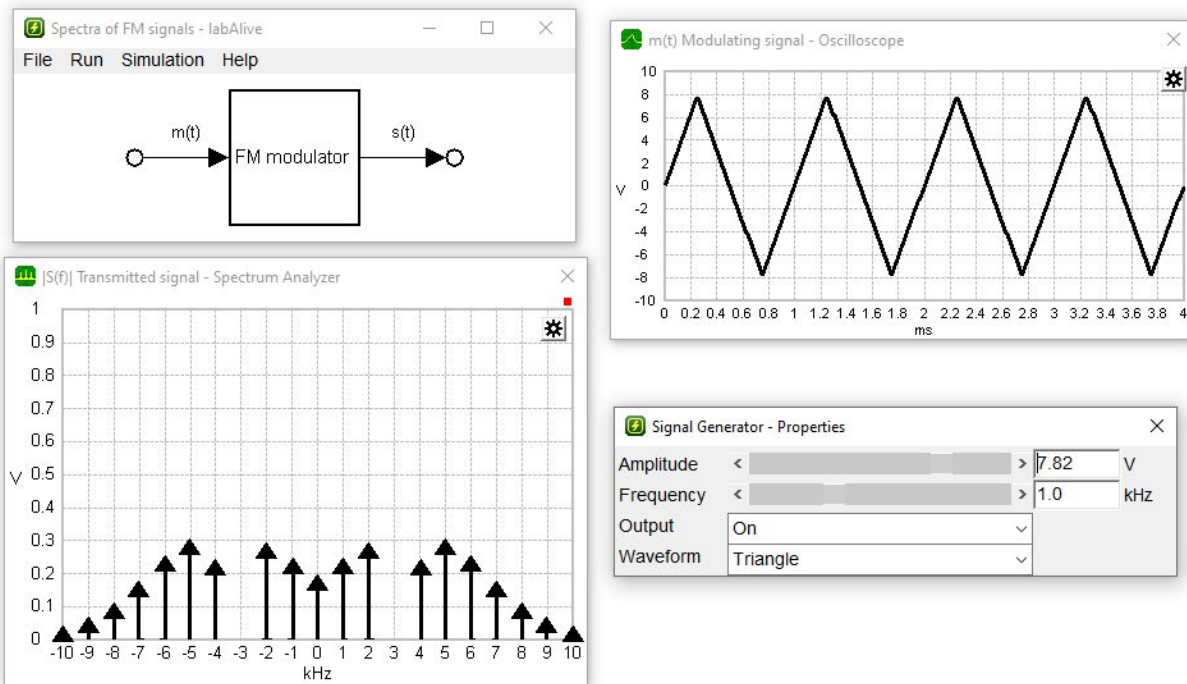 Spectra of FM signals - labAlive
File Run Simulation Help
m(t)
s(t)
FM modulator
m(t) Modulating signal - Oscilloscope
10
8
6
4
2
0
-2
-4
-6
-8
-10
V
0 0.2 0.4 0.6 0.8 1 1.2 1.4 1.6 1.8 2 2.2 2.4 2.6 2.8 3 3.2 3.4 3.6 3.8 4
ms
|S(f)| Transmitted signal - Spectrum Analyzer
1
0.9
0.8
0.7
0.6
0.5
0.4
0.3
0.2
0.1
0
V
-10 -9 -8 -7 -6 -5 -4 -3 -2 -1 0 1 2 3 4 5 6 7 8 9 10
kHz
Signal Generator - Properties
Amplitude < > 7.82 V
Frequency < > 1.0 kHz
Output On
Waveform Triangle